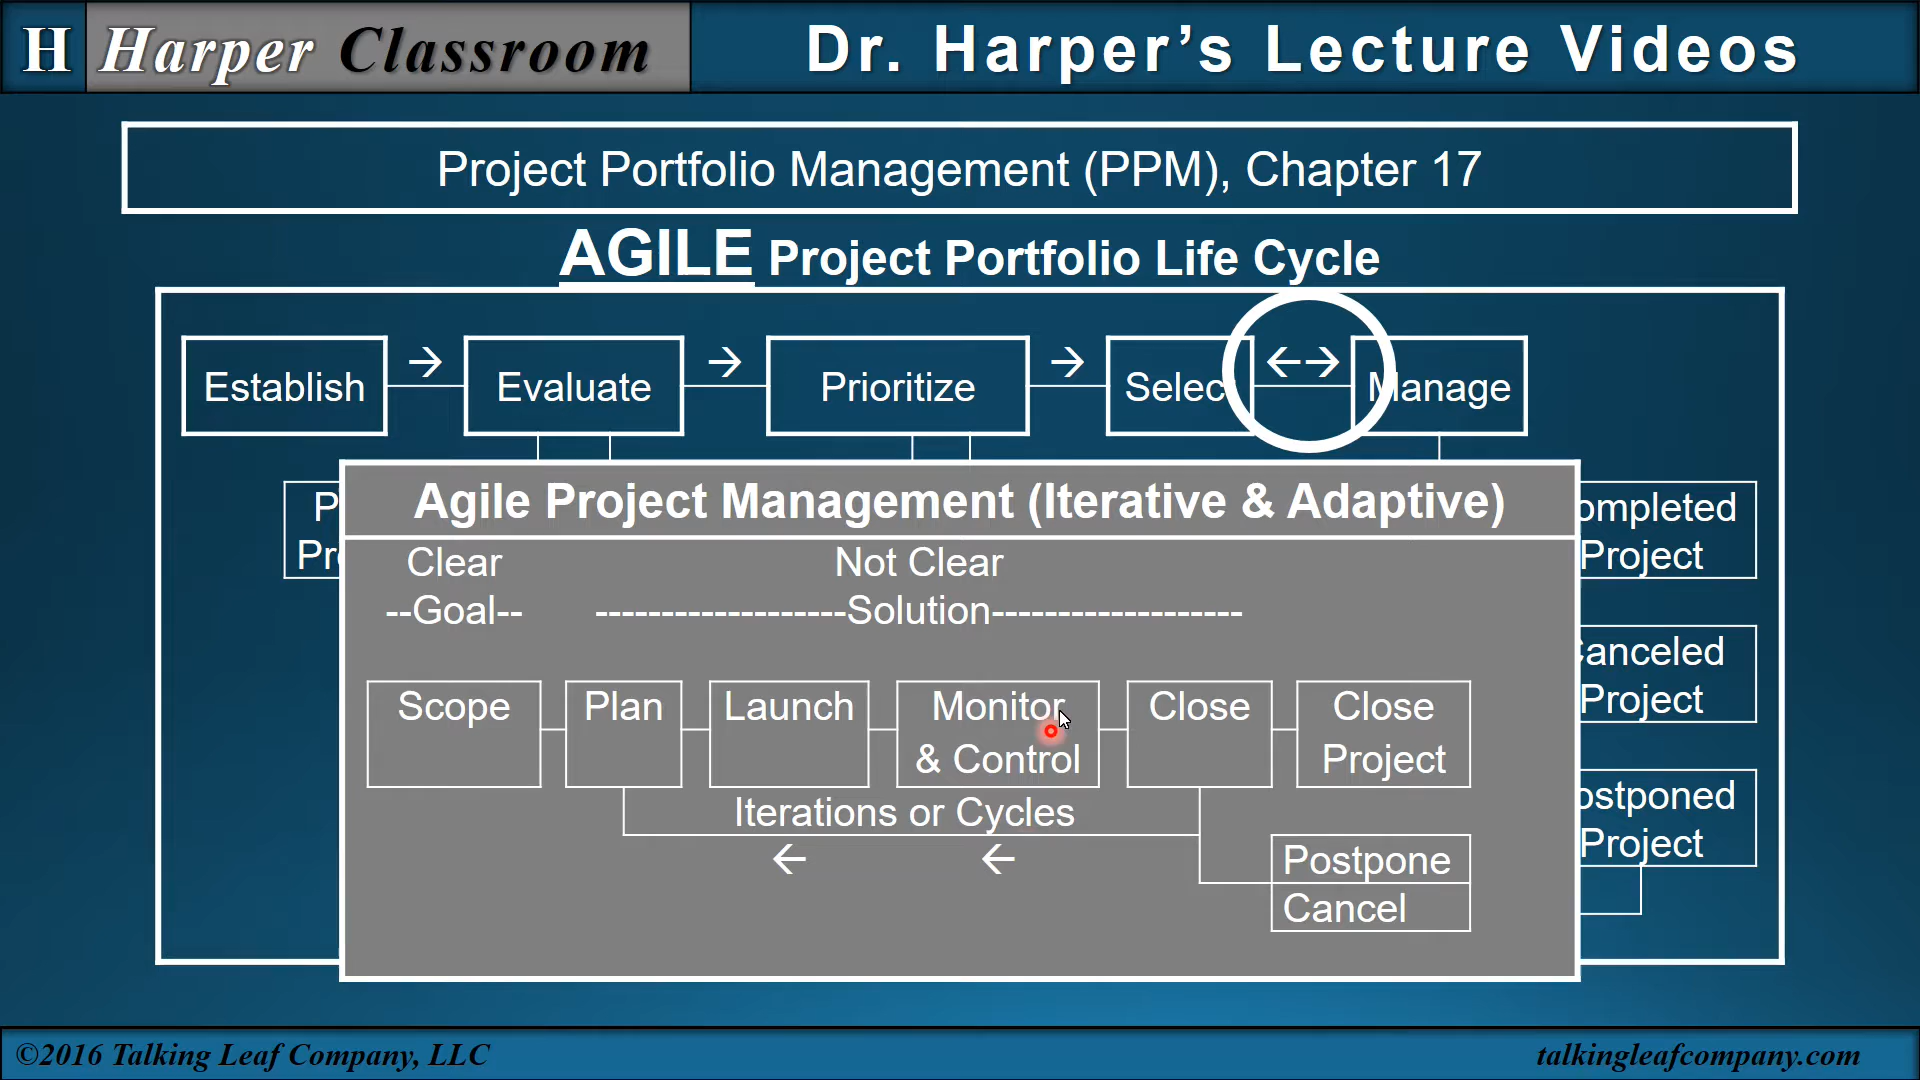 H Harper Classroom
Dr. Harper’s Lecture Videos
Project Portfolio Management (PPM), Chapter 17
AGILE Project Portfolio Life Cycle
Establish → Evaluate → Prioritize → Selec ←→ Manage
P
Pro
Agile Project Management (Iterative & Adaptive)
Clear
--Goal--
Not Clear
-------------------Solution-------------------
Scope
Plan
Launch
Monitor
& Control
Close
Close
Project
Iterations or Cycles
← ←
Postpone
Cancel
ompleted
Project
Canceled
Project
ostponed
Project
©2016 Talking Leaf Company, LLC
talkingleafcompany.com